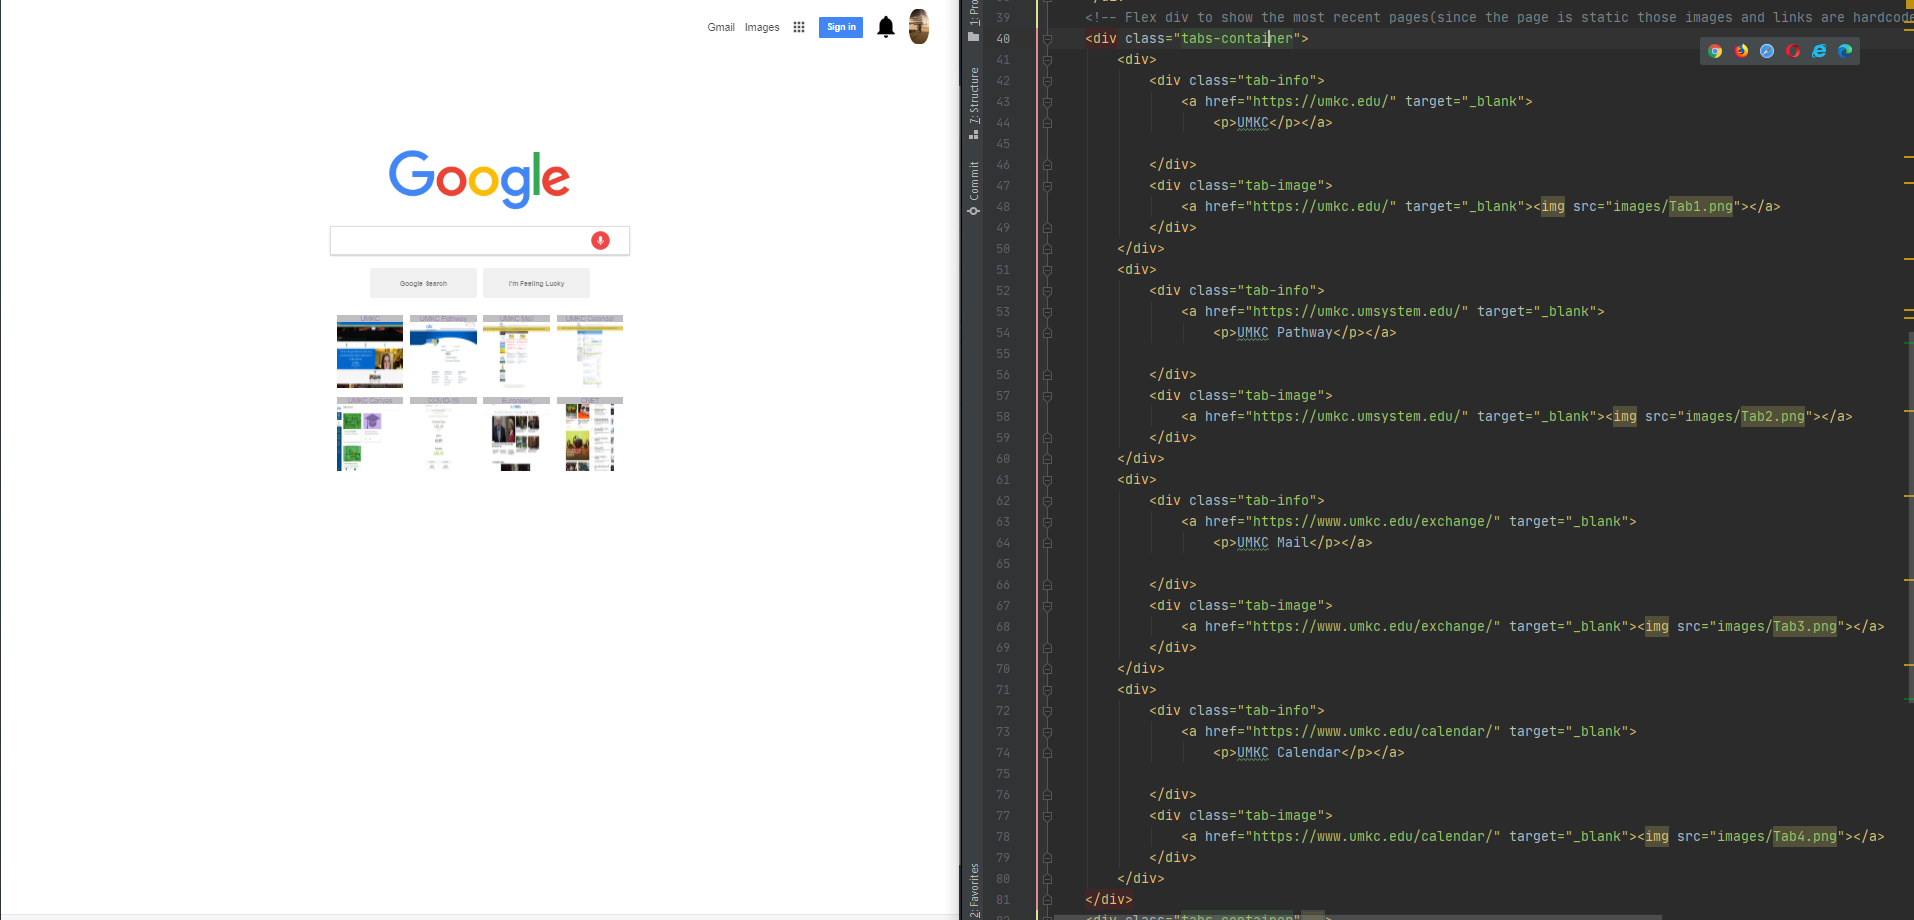 Gmail Images Sign in
Google
Google Search I'm Feeling Lucky
UMKC UMKC Pathway UMKC Mail UMKC Calendar
UMKC Canvas COVID-19 Euronews CNET
7: Structure
Commit
2: Favorites
39 <!-- Flex div to show the most recent pages(since the page is static those images and links are hardcode
40 <div class="tabs-container">
41 <div>
42 <div class="tab-info">
43 <a href="https://umkc.edu/" target="_blank">
44 <p>UMKC</p></a>
45
46 </div>
47 <div class="tab-image">
48 <a href="https://umkc.edu/" target="_blank"><img src="images/Tab1.png"></a>
49 </div>
50 </div>
51 <div>
52 <div class="tab-info">
53 <a href="https://umkc.umsystem.edu/" target="_blank">
54 <p>UMKC Pathway</p></a>
55
56 </div>
57 <div class="tab-image">
58 <a href="https://umkc.umsystem.edu/" target="_blank"><img src="images/Tab2.png"></a>
59 </div>
60 </div>
61 <div>
62 <div class="tab-info">
63 <a href="https://www.umkc.edu/exchange/" target="_blank">
64 <p>UMKC Mail</p></a>
65
66 </div>
67 <div class="tab-image">
68 <a href="https://www.umkc.edu/exchange/" target="_blank"><img src="images/Tab3.png"></a>
69 </div>
70 </div>
71 <div>
72 <div class="tab-info">
73 <a href="https://www.umkc.edu/calendar/" target="_blank">
74 <p>UMKC Calendar</p></a>
75
76 </div>
77 <div class="tab-image">
78 <a href="https://www.umkc.edu/calendar/" target="_blank"><img src="images/Tab4.png"></a>
79 </div>
80 </div>
81 </div>